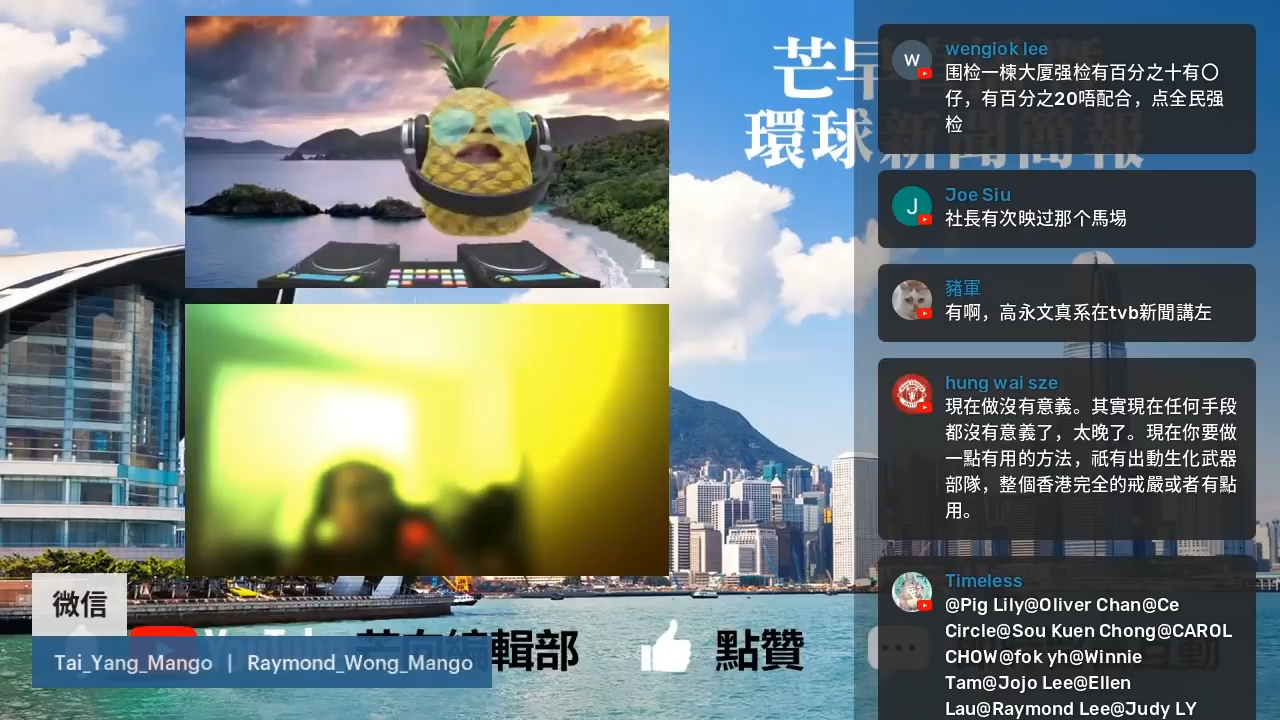 環球新聞簡報
wengiok lee
围检一棟大厦强检有百分之十有〇
仔，有百分之20唔配合，点全民强
检
Joe Siu
社長有次映过那个馬場
豬軍
有啊，高永文真系在tvb新聞講左
hung wai sze
現在做沒有意義。其實現在任何手段
都沒有意義了，太晚了。現在你要做
一點有用的方法，祇有出動生化武器
部隊，整個香港完全的戒嚴或者有點
用。
Timeless
@Pig Lily@Oliver Chan@Ce
Circle@Sou Kuen Chong@CAROL
CHOW@fok yh@Winnie
Tam@Jojo Lee@Ellen
Lau@Raymond Lee@Judy LY
微信
Tai_Yang_Mango | Raymond_Wong_Mango
輯部
點贊
互動